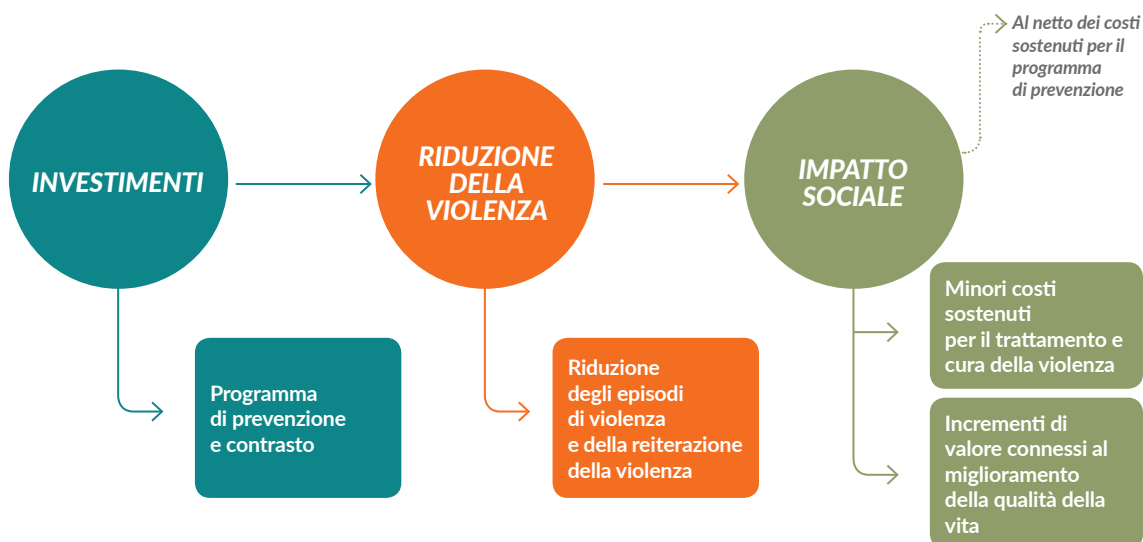 INVESTIMENTI
Programma
di prevenzione
e contrasto
RIDUZIONE
DELLA
VIOLENZA
Riduzione
degli episodi
di violenza
e della reiterazione
della violenza
IMPATTO
SOCIALE
Al netto dei costi
sostenuti per il
programma
di prevenzione
Minori costi
sostenuti
per il trattamento e
cura della violenza
Incrementi di
valore connessi al
miglioramento
della qualità della
vita